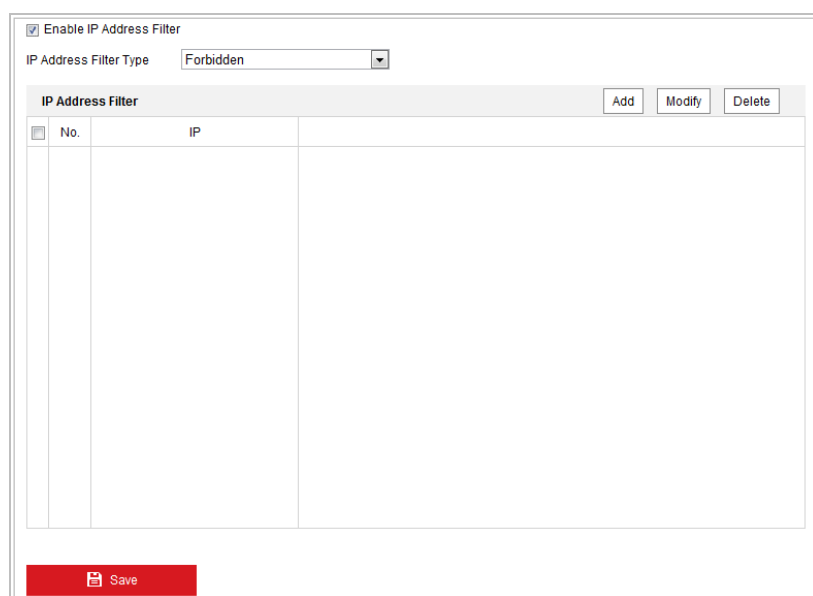 Enable IP Address Filter
IP Address Filter Type Forbidden
IP Address Filter Add Modify Delete
No. IP
Save